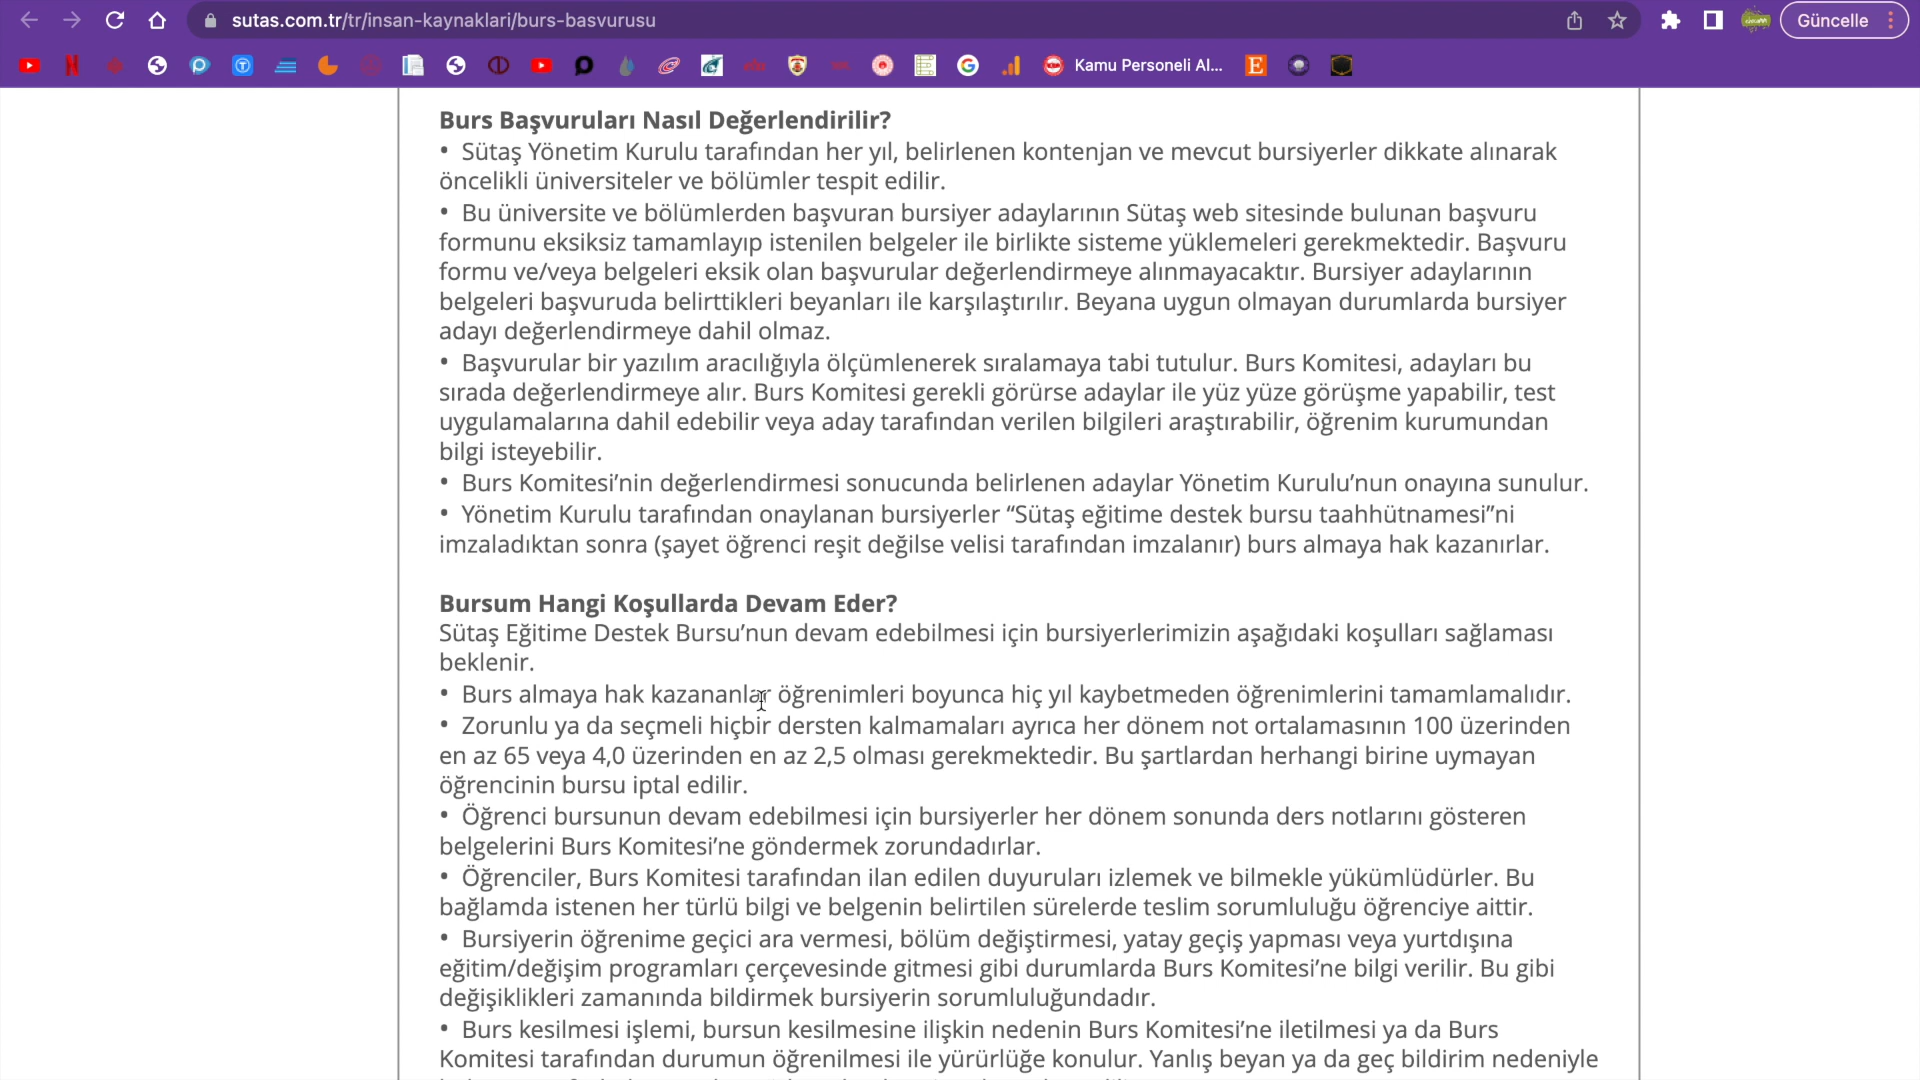 sutas.com.tr/tr/insan-kaynaklari/burs-basvurusu
Güncelle
Kamu Personeli Al...
Burs Başvuruları Nasıl Değerlendirilir?
• Sütaş Yönetim Kurulu tarafından her yıl, belirlenen kontenjan ve mevcut bursiyerler dikkate alınarak
öncelikli üniversiteler ve bölümler tespit edilir.
• Bu üniversite ve bölümlerden başvuran bursiyer adaylarının Sütaş web sitesinde bulunan başvuru
formunu eksiksiz tamamlayıp istenilen belgeler ile birlikte sisteme yüklemeleri gerekmektedir. Başvuru
formu ve/veya belgeleri eksik olan başvurular değerlendirmeye alınmayacaktır. Bursiyer adaylarının
belgeleri başvuruda belirttikleri beyanları ile karşılaştırılır. Beyana uygun olmayan durumlarda bursiyer
adayı değerlendirmeye dahil olmaz.
• Başvurular bir yazılım aracılığıyla ölçümlenerek sıralamaya tabi tutulur. Burs Komitesi, adayları bu
sırada değerlendirmeye alır. Burs Komitesi gerekli görürse adaylar ile yüz yüze görüşme yapabilir, test
uygulamalarına dahil edebilir veya aday tarafından verilen bilgileri araştırabilir, öğrenim kurumundan
bilgi isteyebilir.
• Burs Komitesi’nin değerlendirmesi sonucunda belirlenen adaylar Yönetim Kurulu’nun onayına sunulur.
• Yönetim Kurulu tarafından onaylanan bursiyerler “Sütaş eğitime destek bursu taahhütnamesi”ni
imzaladıktan sonra (şayet öğrenci reşit değilse velisi tarafından imzalanır) burs almaya hak kazanırlar.
Bursum Hangi Koşullarda Devam Eder?
Sütaş Eğitime Destek Bursu’nun devam edebilmesi için bursiyerlerimizin aşağıdaki koşulları sağlaması
beklenir.
• Burs almaya hak kazananlar öğrenimleri boyunca hiç yıl kaybetmeden öğrenimlerini tamamlamalıdır.
• Zorunlu ya da seçmeli hiçbir dersten kalmamaları ayrıca her dönem not ortalamasının 100 üzerinden
en az 65 veya 4,0 üzerinden en az 2,5 olması gerekmektedir. Bu şartlardan herhangi birine uymayan
öğrencinin bursu iptal edilir.
• Öğrenci bursunun devam edebilmesi için bursiyerler her dönem sonunda ders notlarını gösteren
belgelerini Burs Komitesi’ne göndermek zorundadırlar.
• Öğrenciler, Burs Komitesi tarafından ilan edilen duyuruları izlemek ve bilmekle yükümlüdürler. Bu
bağlamda istenen her türlü bilgi ve belgenin belirtilen sürelerde teslim sorumluluğu öğrenciye aittir.
• Bursiyerin öğrenime geçici ara vermesi, bölüm değiştirmesi, yatay geçiş yapması veya yurtdışına
eğitim/değişim programları çerçevesinde gitmesi gibi durumlarda Burs Komitesi’ne bilgi verilir. Bu gibi
değişiklikleri zamanında bildirmek bursiyerin sorumluluğundadır.
• Burs kesilmesi işlemi, bursun kesilmesine ilişkin nedenin Burs Komitesi’ne iletilmesi ya da Burs
Komitesi tarafından durumun öğrenilmesi ile yürürlüğe konulur. Yanlış beyan ya da geç bildirim nedeniyle